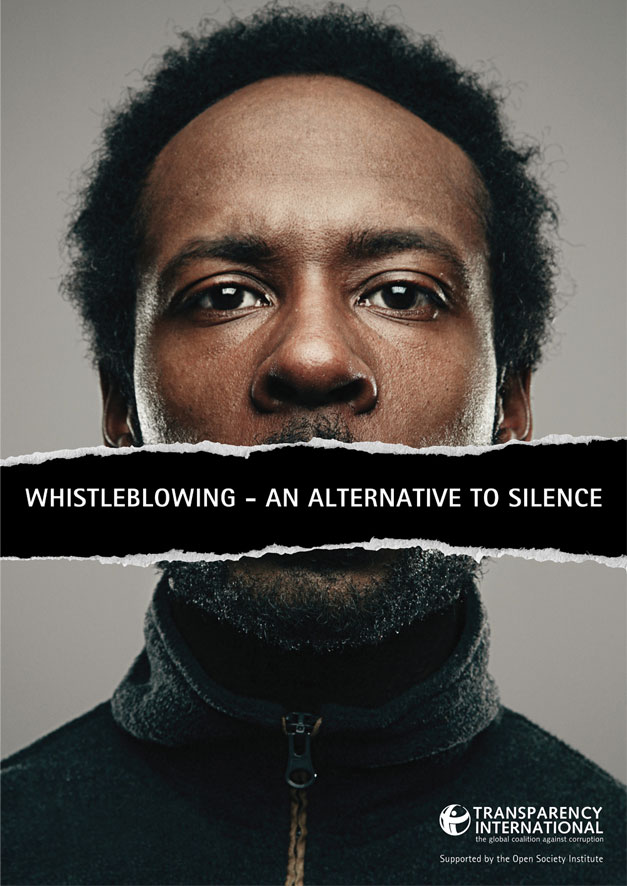 WHISTLEBLOWING – AN ALTERNATIVE TO SILENCE
TRANSPARENCY
INTERNATIONAL
the global coalition against corruption
Supported by the Open Society Institute